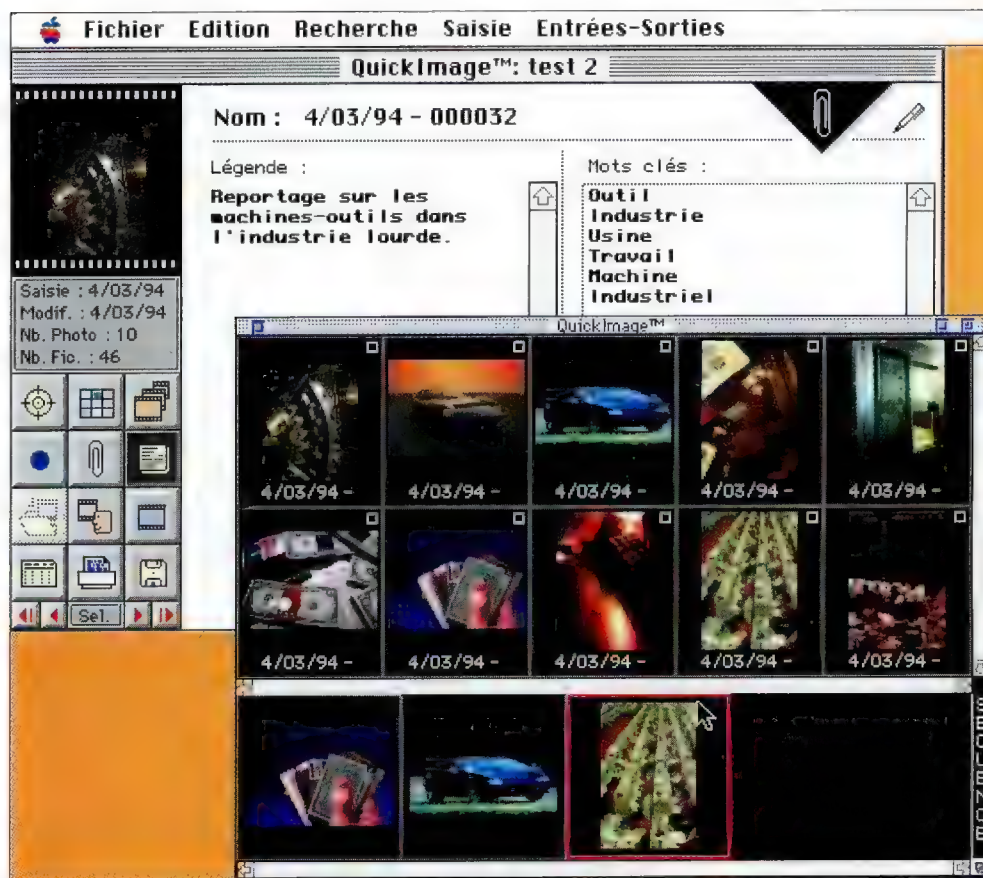 Fichier Edition Recherche Saisie Entrées-Sorties
QuickImage™: test 2
Nom : 4/03/94 - 000032
Légende :
Reportage sur les
machines-outils dans
l'industrie lourde.
Mots clés :
Outil
Industrie
Usine
Travail
Machine
Industriel
Saisie : 4/03/94
Modif. : 4/03/94
Nb. Photo : 10
Nb. Fic. : 46
Sel.
QuickImage™
4/03/94 - 4/03/94 - 4/03/94 - 4/03/94 - 4/03/94 -
4/03/94 - 4/03/94 - 4/03/94 - 4/03/94 - 4/03/94 -
S
E
Q
U
E
N
C
E